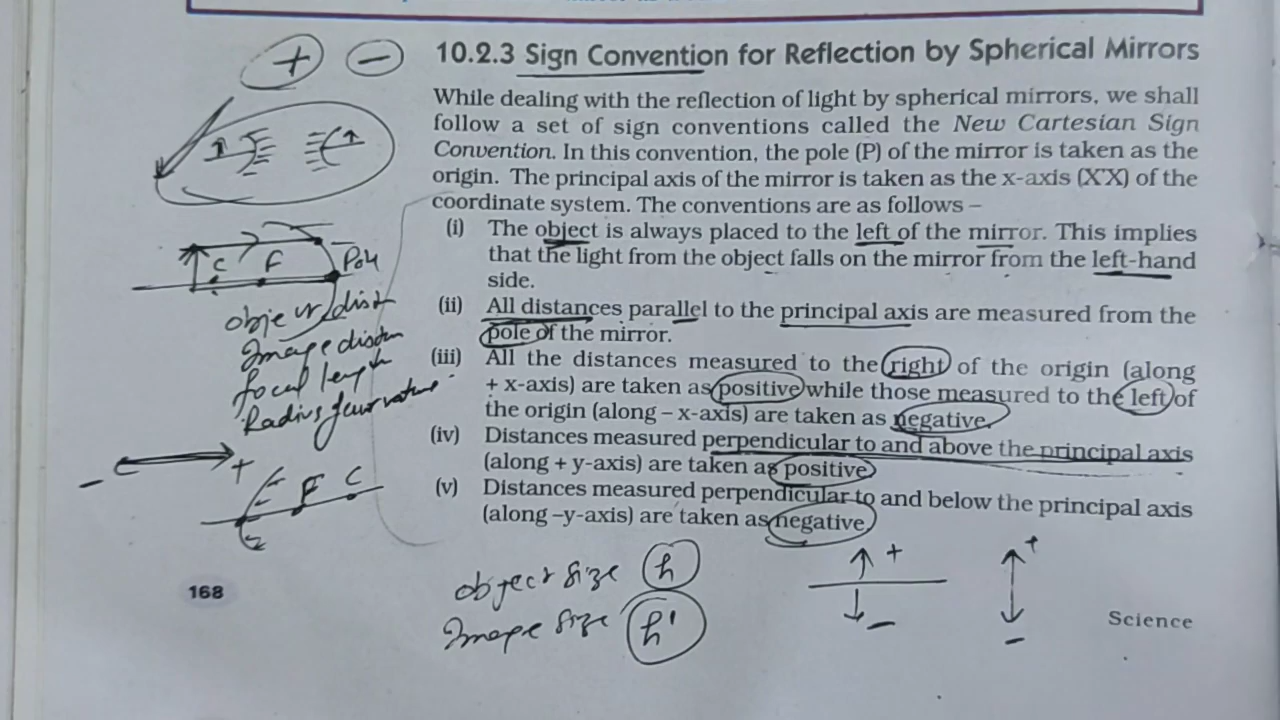 + −
10.2.3 Sign Convention for Reflection by Spherical Mirrors
While dealing with the reflection of light by spherical mirrors, we shall
follow a set of sign conventions called the New Cartesian Sign
Convention. In this convention, the pole (P) of the mirror is taken as the
origin. The principal axis of the mirror is taken as the x-axis (X'X) of the
coordinate system. The conventions are as follows –
(i) The object is always placed to the left of the mirror. This implies
that the light from the object falls on the mirror from the left-hand
side.
(ii) All distances parallel to the principal axis are measured from the
pole of the mirror.
(iii) All the distances measured to the right of the origin (along
+ x-axis) are taken as positive while those measured to the left of
the origin (along – x-axis) are taken as negative.
(iv) Distances measured perpendicular to and above the principal axis
(along + y-axis) are taken as positive.
(v) Distances measured perpendicular to and below the principal axis
(along –y-axis) are taken as negative.
C F Pole
object dist
Image distan
focal length
Radius
− +
F C
object size h
Image size h'
+
−
+
−
168
Science